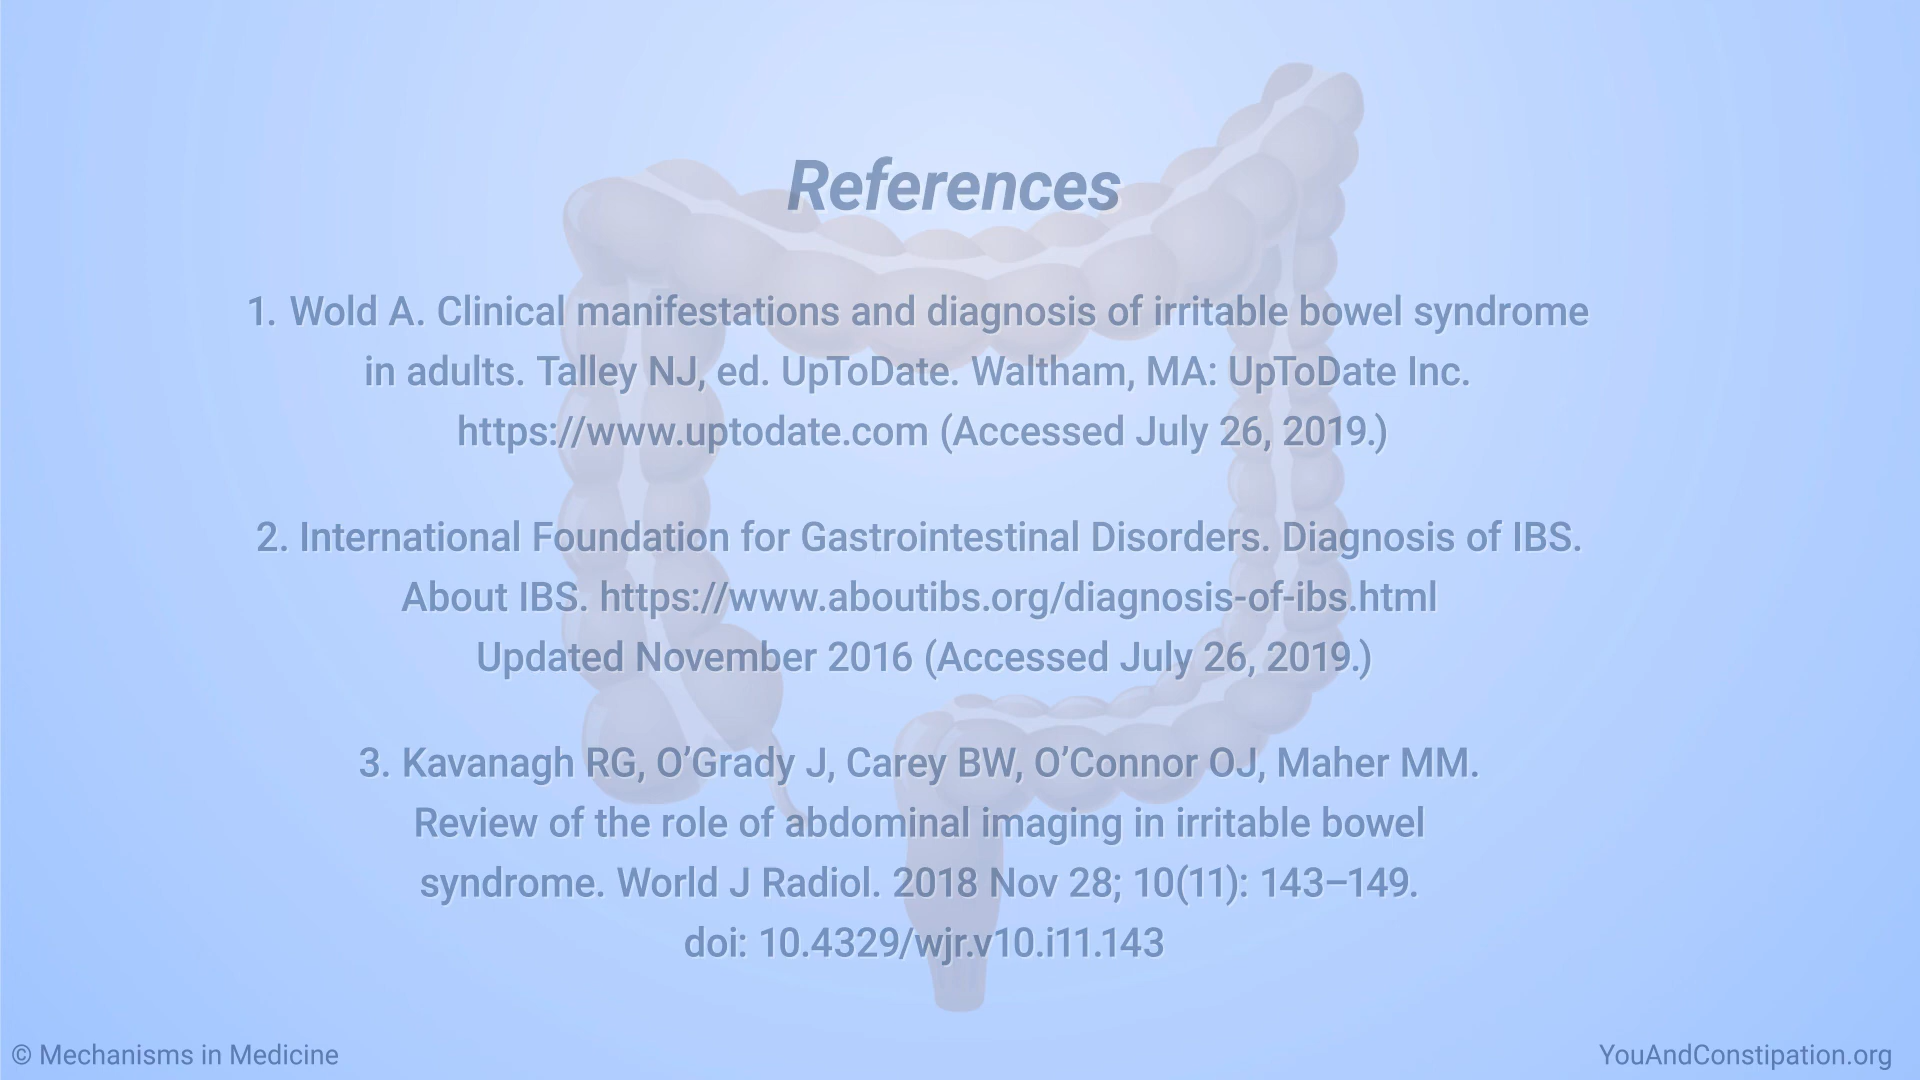 References
1. Wold A. Clinical manifestations and diagnosis of irritable bowel syndrome
in adults. Talley NJ, ed. UpToDate. Waltham, MA: UpToDate Inc.
https://www.uptodate.com (Accessed July 26, 2019.)
2. International Foundation for Gastrointestinal Disorders. Diagnosis of IBS.
About IBS. https://www.aboutibs.org/diagnosis-of-ibs.html
Updated November 2016 (Accessed July 26, 2019.)
3. Kavanagh RG, O’Grady J, Carey BW, O’Connor OJ, Maher MM.
Review of the role of abdominal imaging in irritable bowel
syndrome. World J Radiol. 2018 Nov 28; 10(11): 143–149.
doi: 10.4329/wjr.v10.i11.143
© Mechanisms in Medicine
YouAndConstipation.org